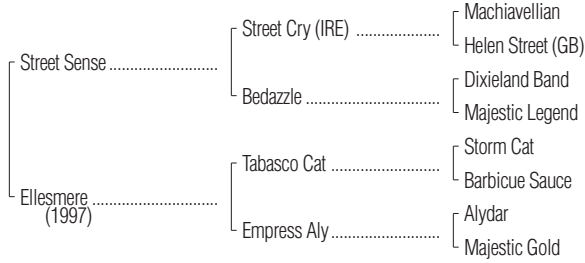 Machiavellian
Street Cry (IRE)
Helen Street (GB)
Street Sense
Dixieland Band
Bedazzle
Majestic Legend
Storm Cat
Tabasco Cat
Barbicue Sauce
Ellesmere
(1997)
Alydar
Empress Aly
Majestic Gold